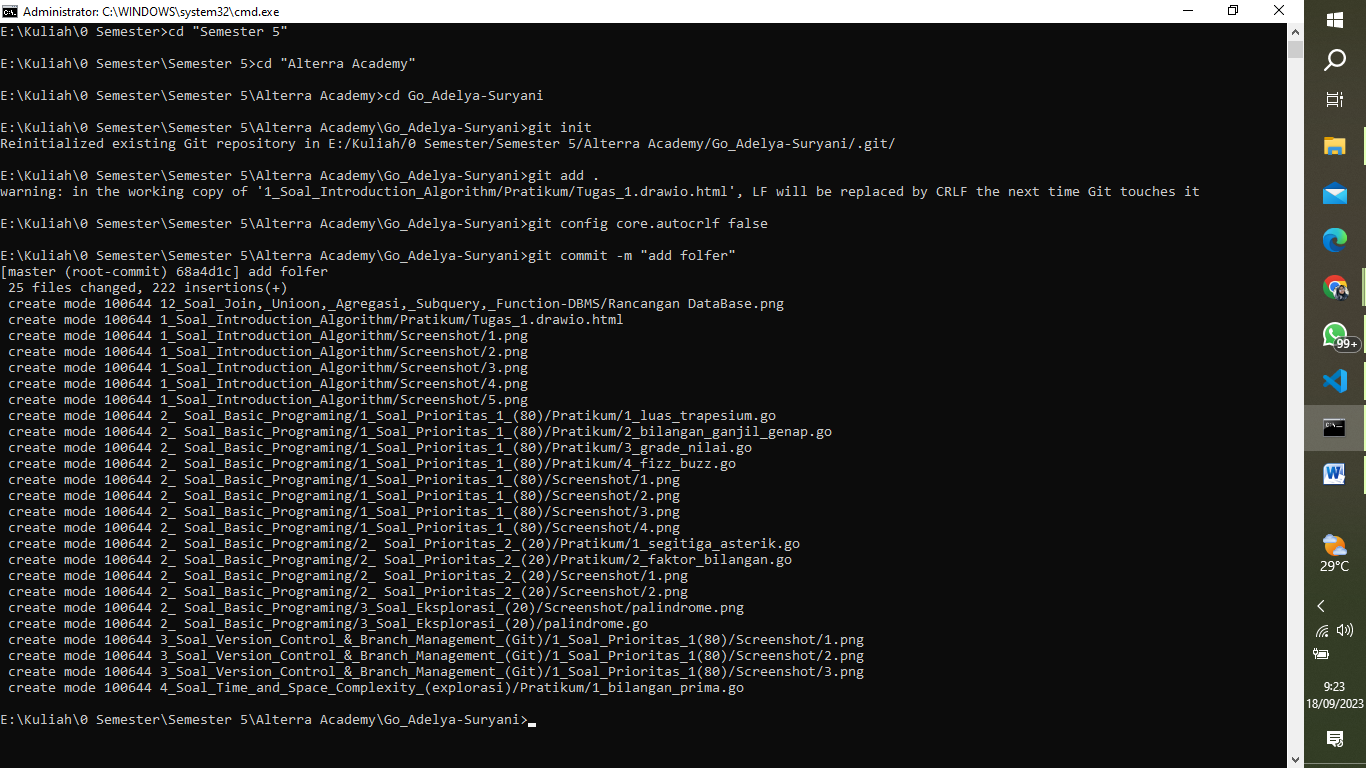 Administrator: C:\WINDOWS\system32\cmd.exe
E:\Kuliah\0 Semester>cd "Semester 5"
E:\Kuliah\0 Semester\Semester 5>cd "Alterra Academy"
E:\Kuliah\0 Semester\Semester 5\Alterra Academy>cd Go_Adelya-Suryani
E:\Kuliah\0 Semester\Semester 5\Alterra Academy\Go_Adelya-Suryani>git init
Reinitialized existing Git repository in E:/Kuliah/0 Semester/Semester 5/Alterra Academy/Go_Adelya-Suryani/.git/
E:\Kuliah\0 Semester\Semester 5\Alterra Academy\Go_Adelya-Suryani>git add .
warning: in the working copy of '1_Soal_Introduction_Algorithm/Pratikum/Tugas_1.drawio.html', LF will be replaced by CRLF the next time Git touches it
E:\Kuliah\0 Semester\Semester 5\Alterra Academy\Go_Adelya-Suryani>git config core.autocrlf false
E:\Kuliah\0 Semester\Semester 5\Alterra Academy\Go_Adelya-Suryani>git commit -m "add folfer"
[master (root-commit) 68a4d1c] add folfer
 25 files changed, 222 insertions(+)
 create mode 100644 12_Soal_Join,_Unioon,_Agregasi,_Subquery,_Function-DBMS/Rancangan DataBase.png
 create mode 100644 1_Soal_Introduction_Algorithm/Pratikum/Tugas_1.drawio.html
 create mode 100644 1_Soal_Introduction_Algorithm/Screenshot/1.png
 create mode 100644 1_Soal_Introduction_Algorithm/Screenshot/2.png
 create mode 100644 1_Soal_Introduction_Algorithm/Screenshot/3.png
 create mode 100644 1_Soal_Introduction_Algorithm/Screenshot/4.png
 create mode 100644 1_Soal_Introduction_Algorithm/Screenshot/5.png
 create mode 100644 2_ Soal_Basic_Programing/1_Soal_Prioritas_1_(80)/Pratikum/1_luas_trapesium.go
 create mode 100644 2_ Soal_Basic_Programing/1_Soal_Prioritas_1_(80)/Pratikum/2_bilangan_ganjil_genap.go
 create mode 100644 2_ Soal_Basic_Programing/1_Soal_Prioritas_1_(80)/Pratikum/3_grade_nilai.go
 create mode 100644 2_ Soal_Basic_Programing/1_Soal_Prioritas_1_(80)/Pratikum/4_fizz_buzz.go
 create mode 100644 2_ Soal_Basic_Programing/1_Soal_Prioritas_1_(80)/Screenshot/1.png
 create mode 100644 2_ Soal_Basic_Programing/1_Soal_Prioritas_1_(80)/Screenshot/2.png
 create mode 100644 2_ Soal_Basic_Programing/1_Soal_Prioritas_1_(80)/Screenshot/3.png
 create mode 100644 2_ Soal_Basic_Programing/1_Soal_Prioritas_1_(80)/Screenshot/4.png
 create mode 100644 2_ Soal_Basic_Programing/2_ Soal_Prioritas_2_(20)/Pratikum/1_segitiga_asterik.go
 create mode 100644 2_ Soal_Basic_Programing/2_ Soal_Prioritas_2_(20)/Pratikum/2_faktor_bilangan.go
 create mode 100644 2_ Soal_Basic_Programing/2_ Soal_Prioritas_2_(20)/Screenshot/1.png
 create mode 100644 2_ Soal_Basic_Programing/2_ Soal_Prioritas_2_(20)/Screenshot/2.png
 create mode 100644 2_ Soal_Basic_Programing/3_Soal_Eksplorasi_(20)/Screenshot/palindrome.png
 create mode 100644 2_ Soal_Basic_Programing/3_Soal_Eksplorasi_(20)/palindrome.go
 create mode 100644 3_Soal_Version_Control_&_Branch_Management_(Git)/1_Soal_Prioritas_1(80)/Screenshot/1.png
 create mode 100644 3_Soal_Version_Control_&_Branch_Management_(Git)/1_Soal_Prioritas_1(80)/Screenshot/2.png
 create mode 100644 3_Soal_Version_Control_&_Branch_Management_(Git)/1_Soal_Prioritas_1(80)/Screenshot/3.png
 create mode 100644 4_Soal_Time_and_Space_Complexity_(explorasi)/Pratikum/1_bilangan_prima.go
E:\Kuliah\0 Semester\Semester 5\Alterra Academy\Go_Adelya-Suryani>
99+
29°C
9:23
18/09/2023